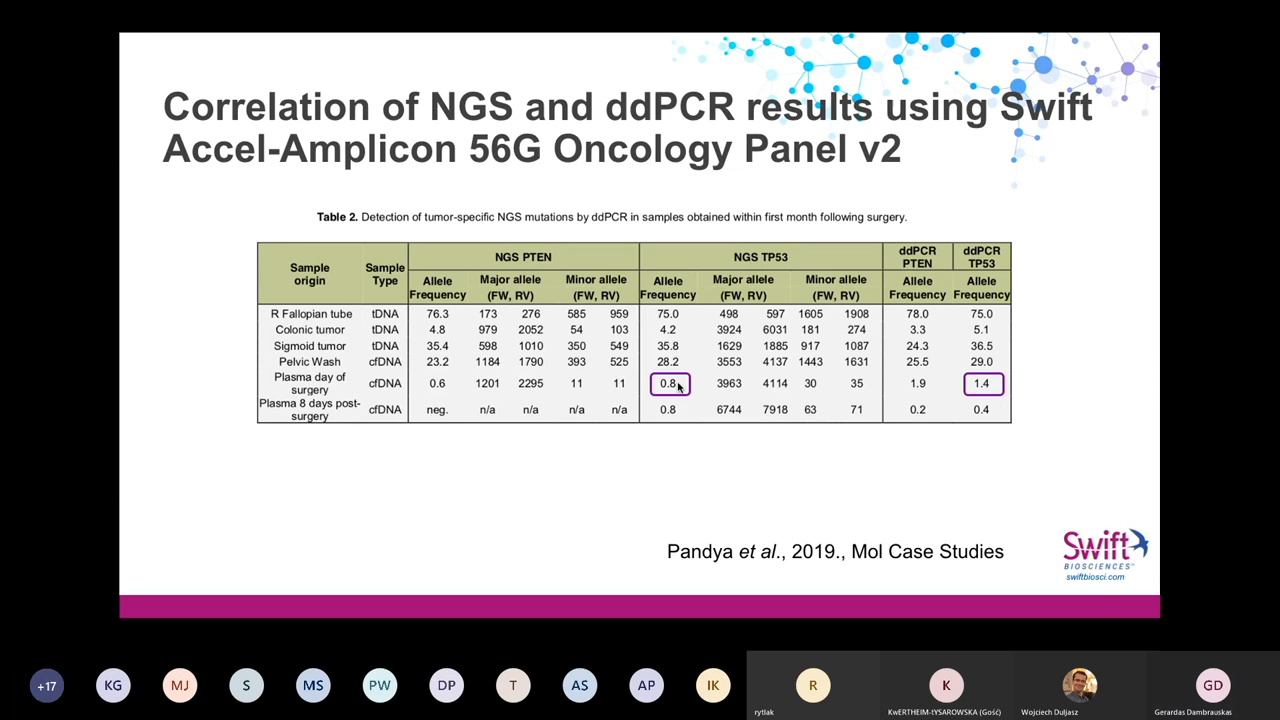 Correlation of NGS and ddPCR results using Swift
Accel-Amplicon 56G Oncology Panel v2
Table 2. Detection of tumor-specific NGS mutations by ddPCR in samples obtained within first month following surgery.
Sample origin Sample Type NGS PTEN NGS TP53 ddPCR PTEN ddPCR TP53
Allele Frequency Major allele (FW, RV) Minor allele (FW, RV) Allele Frequency Major allele (FW, RV) Minor allele (FW, RV) Allele Frequency Allele Frequency
R Fallopian tube tDNA 76.3 173 276 585 959 75.0 498 597 1605 1908 78.0 75.0
Colonic tumor tDNA 4.8 979 2052 54 103 4.2 3924 6031 181 274 3.3 5.1
Sigmoid tumor tDNA 35.4 598 1010 350 549 35.8 1629 1885 917 1087 24.3 36.5
Pelvic Wash cfDNA 23.2 1184 1790 393 525 28.2 3553 4137 1443 1631 25.5 29.0
Plasma day of surgery cfDNA 0.6 1201 2295 11 11 0.8 3963 4114 30 35 1.9 1.4
Plasma 8 days post-surgery cfDNA neg. n/a n/a n/a n/a 0.8 6744 7918 63 71 0.2 0.4
Pandya et al., 2019., Mol Case Studies
Swift
BIOSCIENCES™
swiftbiosci.com
+17 KG MJ S MS PW DP T AS AP IK R K GD
rytlak KwERTHEIM-tYSAROWSKA (Gość) Wojciech Duljasz Gerardas Dambrauskas